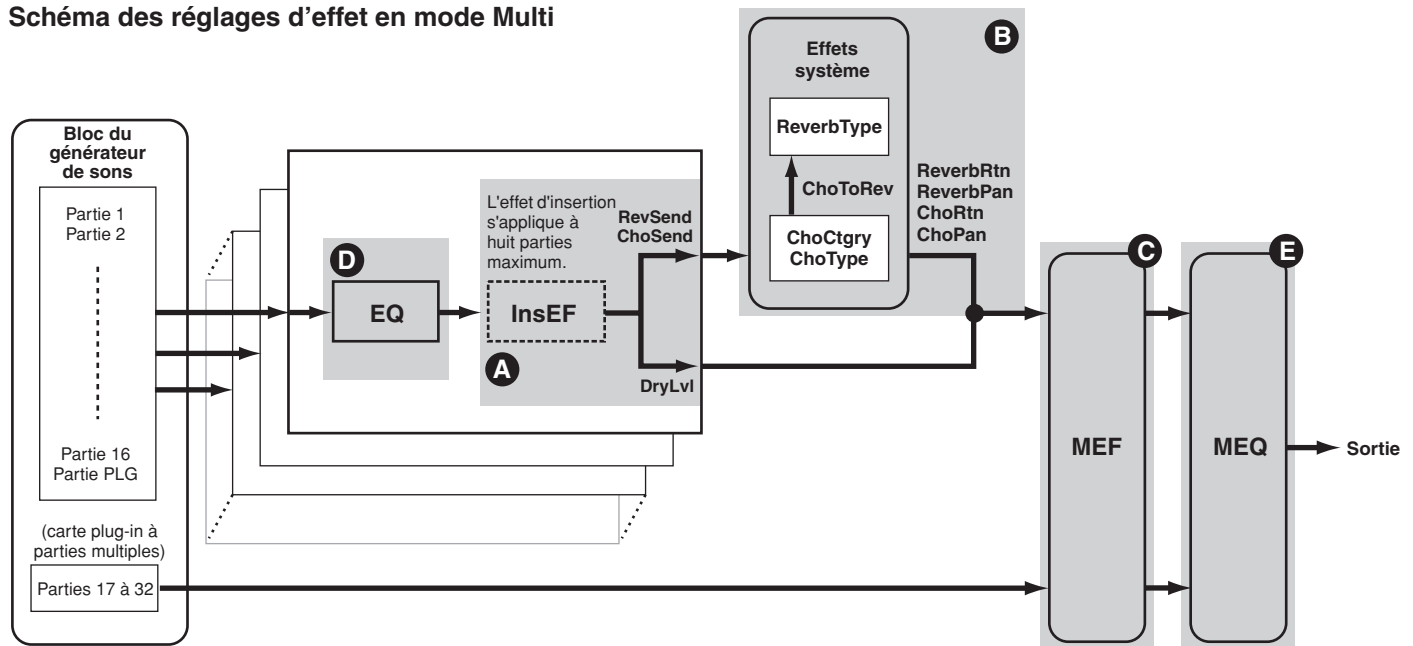 Schéma des réglages d’effet en mode Multi
Bloc du
générateur
de sons
Partie 1
Partie 2
Partie 16
Partie PLG
(carte plug-in à
parties multiples)
Parties 17 à 32
D
EQ
L'effet d'insertion
s'applique à
huit parties
maximum.
InsEF
A
RevSend
ChoSend
DryLvl
B
Effets
système
ReverbType
ChoToRev
ChoCtgry
ChoType
ReverbRtn
ReverbPan
ChoRtn
ChoPan
C
MEF
E
MEQ
Sortie